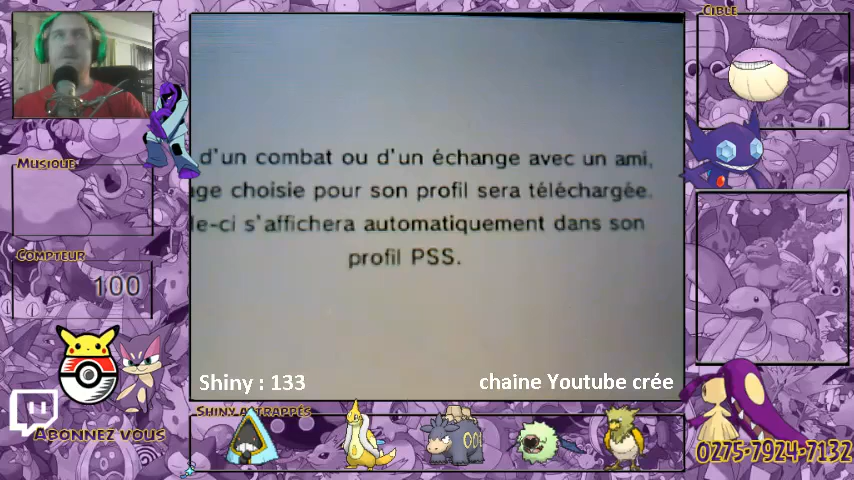 CIBLE
MUSIQUE
COMPTEUR
100
d'un combat ou d'un échange avec un ami,
ge choisie pour son profil sera téléchargée.
le-ci s'affichera automatiquement dans son
profil PSS.
Shiny : 133
chaine Youtube crée
SHINY ATTRAPPÉS
ABONNEZ VOUS
0275-7924-7132